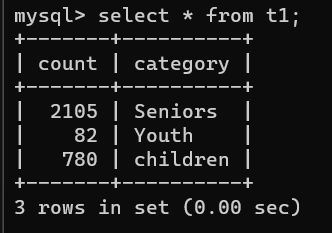 mysql> select * from t1;
+-------+----------+
| count | category |
+-------+----------+
|  2105 | Seniors  |
|    82 | Youth    |
|   780 | children |
+-------+----------+
3 rows in set (0.00 sec)